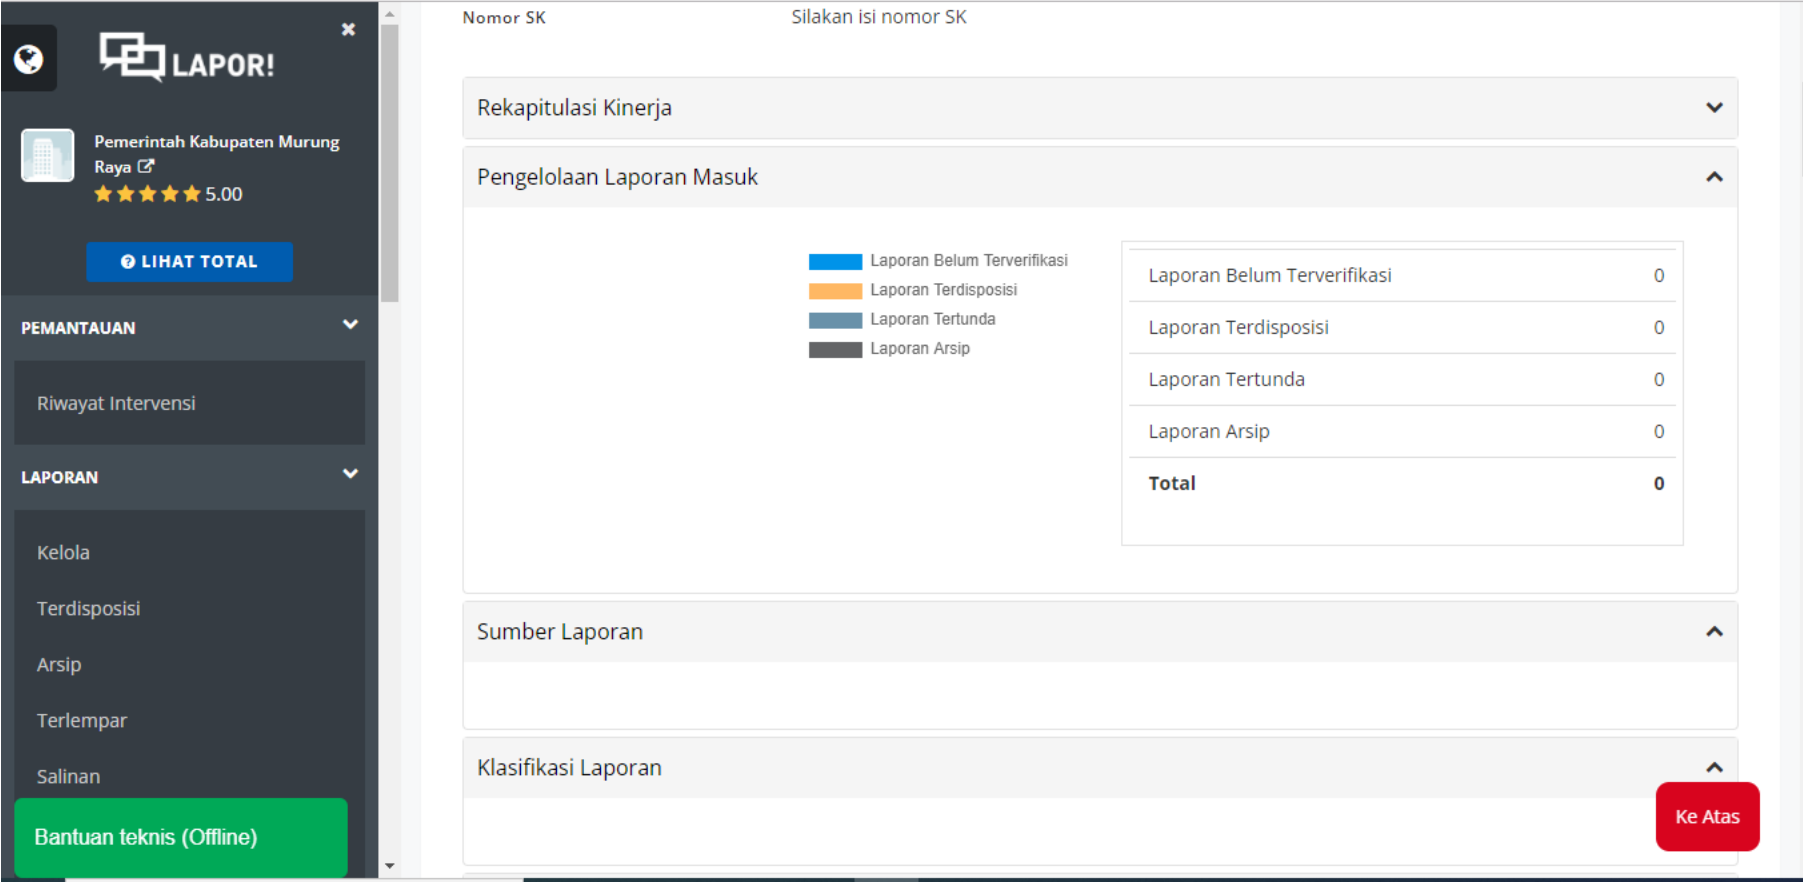 LAPOR!
Pemerintah Kabupaten Murung
Raya
5.00
LIHAT TOTAL
PEMANTAUAN
Riwayat Intervensi
LAPORAN
Kelola
Terdisposisi
Arsip
Terlempar
Salinan
Bantuan teknis (Offline)
Nomor SK Silakan isi nomor SK
Rekapitulasi Kinerja
Pengelolaan Laporan Masuk
Laporan Belum Terverifikasi
Laporan Terdisposisi
Laporan Tertunda
Laporan Arsip
Laporan Belum Terverifikasi 0
Laporan Terdisposisi 0
Laporan Tertunda 0
Laporan Arsip 0
Total 0
Sumber Laporan
Klasifikasi Laporan
Ke Atas